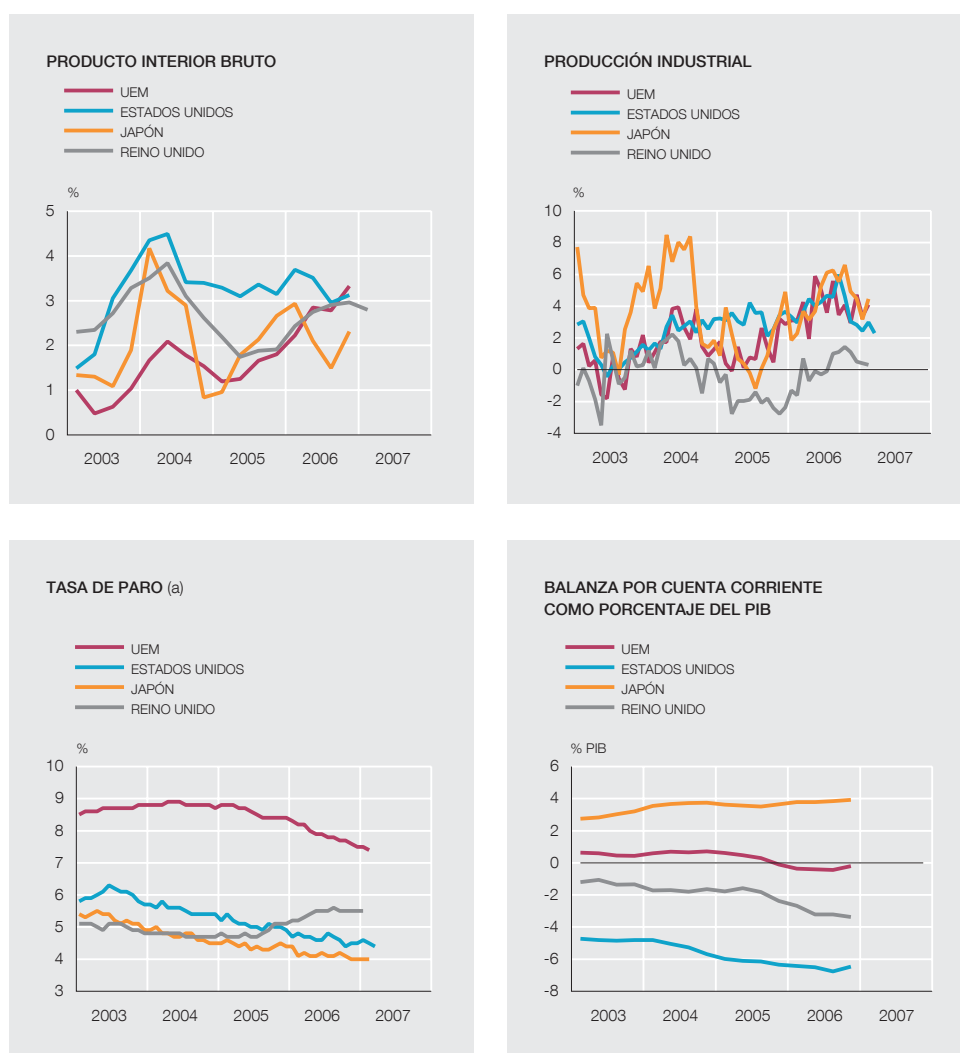 PRODUCTO INTERIOR BRUTO
UEM
ESTADOS UNIDOS
JAPÓN
REINO UNIDO
%
5
4
3
2
1
0
2003 2004 2005 2006 2007
PRODUCCIÓN INDUSTRIAL
UEM
ESTADOS UNIDOS
JAPÓN
REINO UNIDO
%
10
8
6
4
2
0
-2
-4
2003 2004 2005 2006 2007
TASA DE PARO (a)
UEM
ESTADOS UNIDOS
JAPÓN
REINO UNIDO
%
10
9
8
7
6
5
4
3
2003 2004 2005 2006 2007
BALANZA POR CUENTA CORRIENTE
COMO PORCENTAJE DEL PIB
UEM
ESTADOS UNIDOS
JAPÓN
REINO UNIDO
% PIB
6
4
2
0
-2
-4
-6
-8
2003 2004 2005 2006 2007